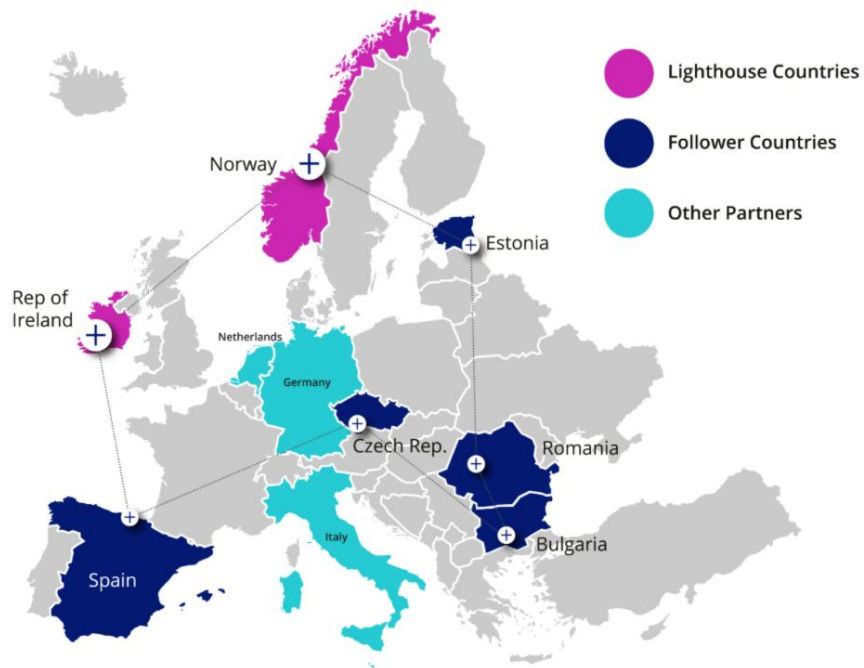 Lighthouse Countries
Follower Countries
Other Partners
Norway
Estonia
Rep of
Ireland
Netherlands
Germany
Czech Rep.
Romania
Italy
Bulgaria
Spain